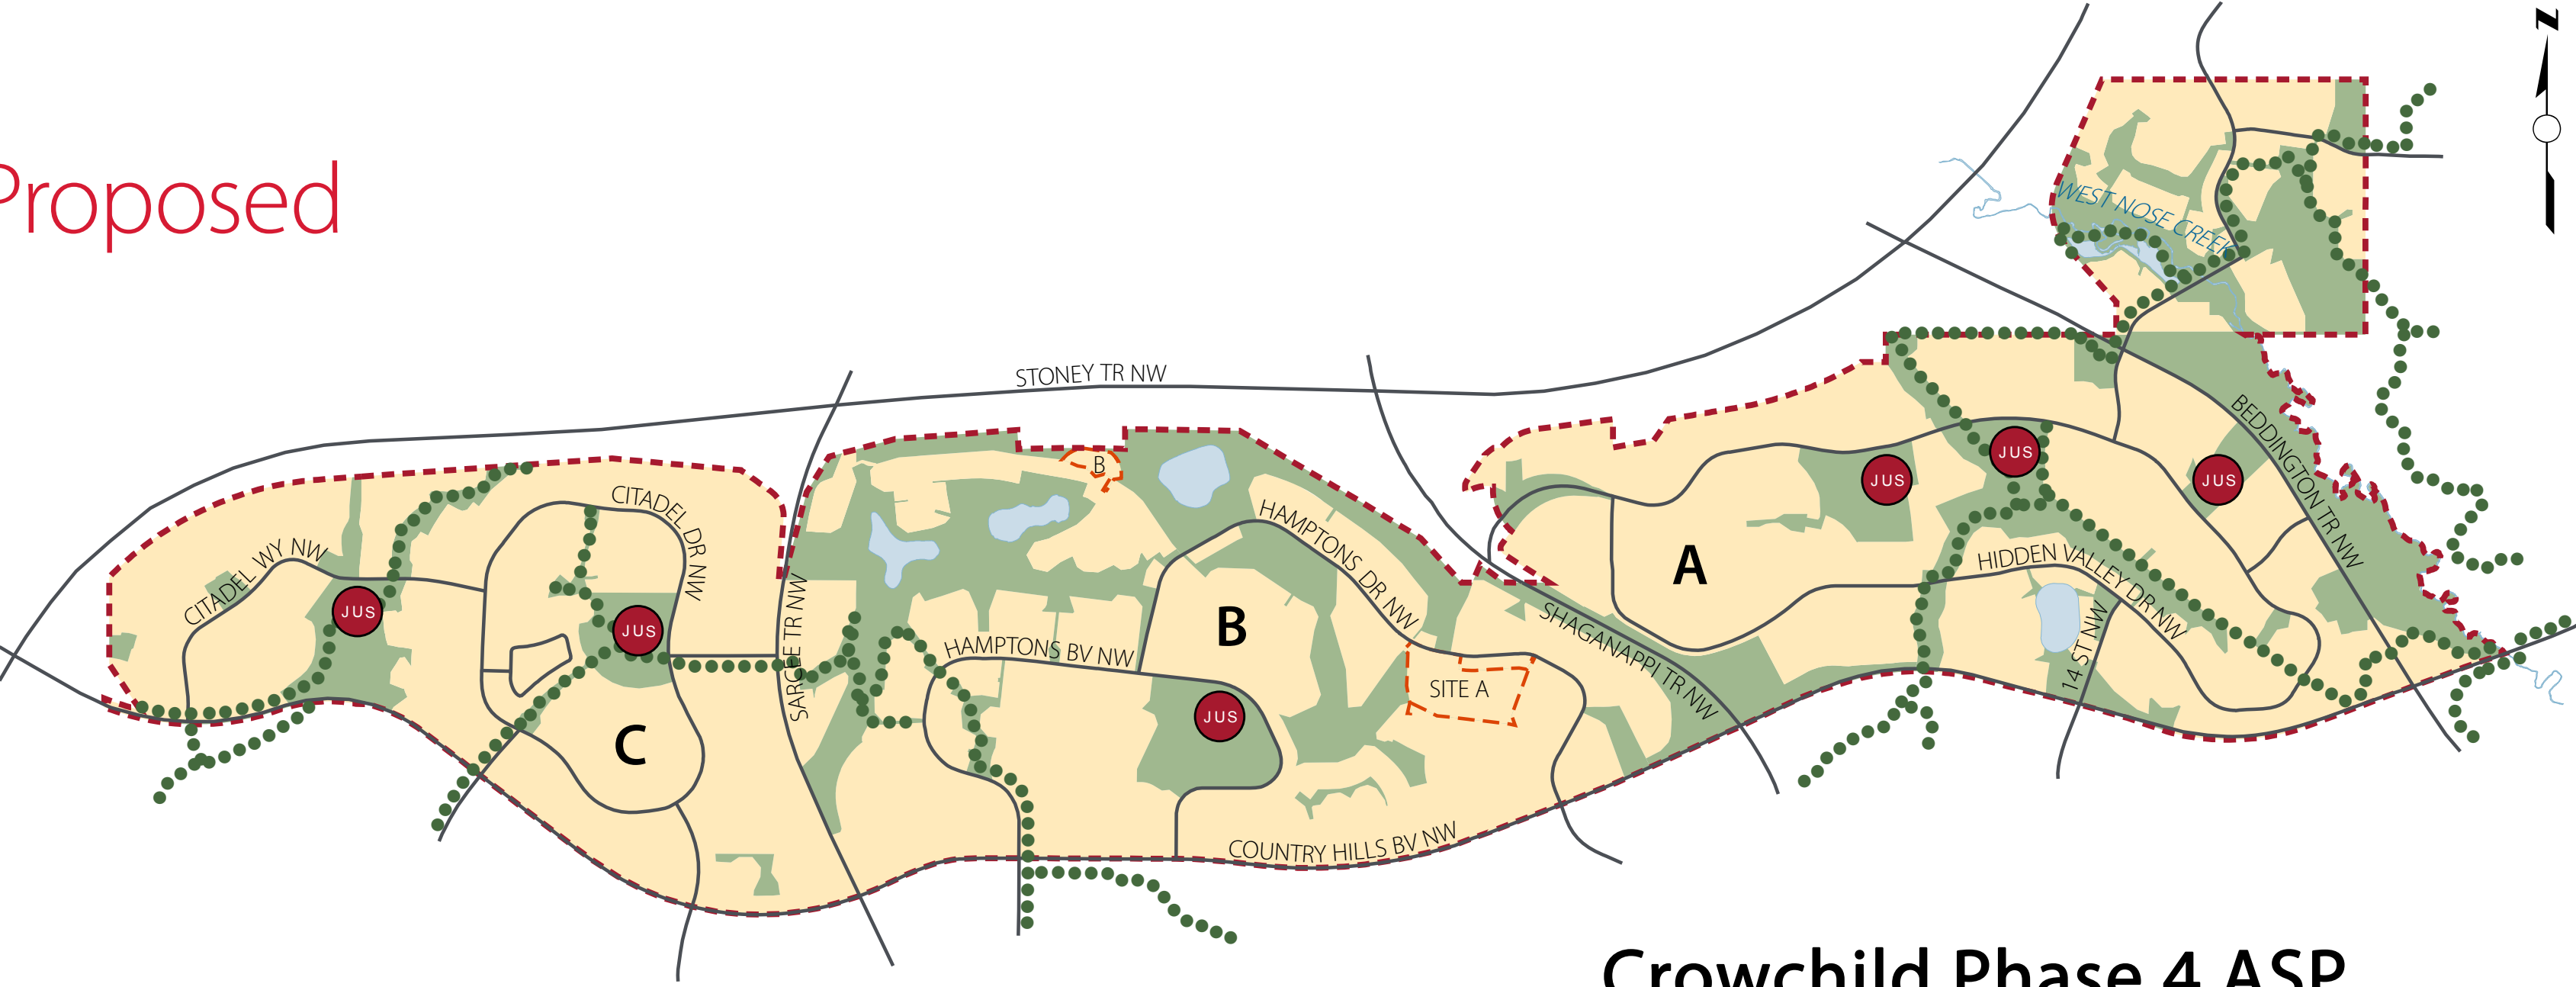 N
Proposed
WEST NOSE CREEK
STONEY TR NW
BEDDINGTON TR NW
B
JUS
JUS
JUS
CITADEL DR NW
HAMPTONS DR NW
CITADEL WY NW
A
HIDDEN VALLEY DR NW
JUS
JUS
SARCEE TR NW
HAMPTONS BV NW
B
SHAGANAPPI TR NW
14 ST NW
SITE A
JUS
C
COUNTRY HILLS BV NW
Crowchild Phase 4 ASP